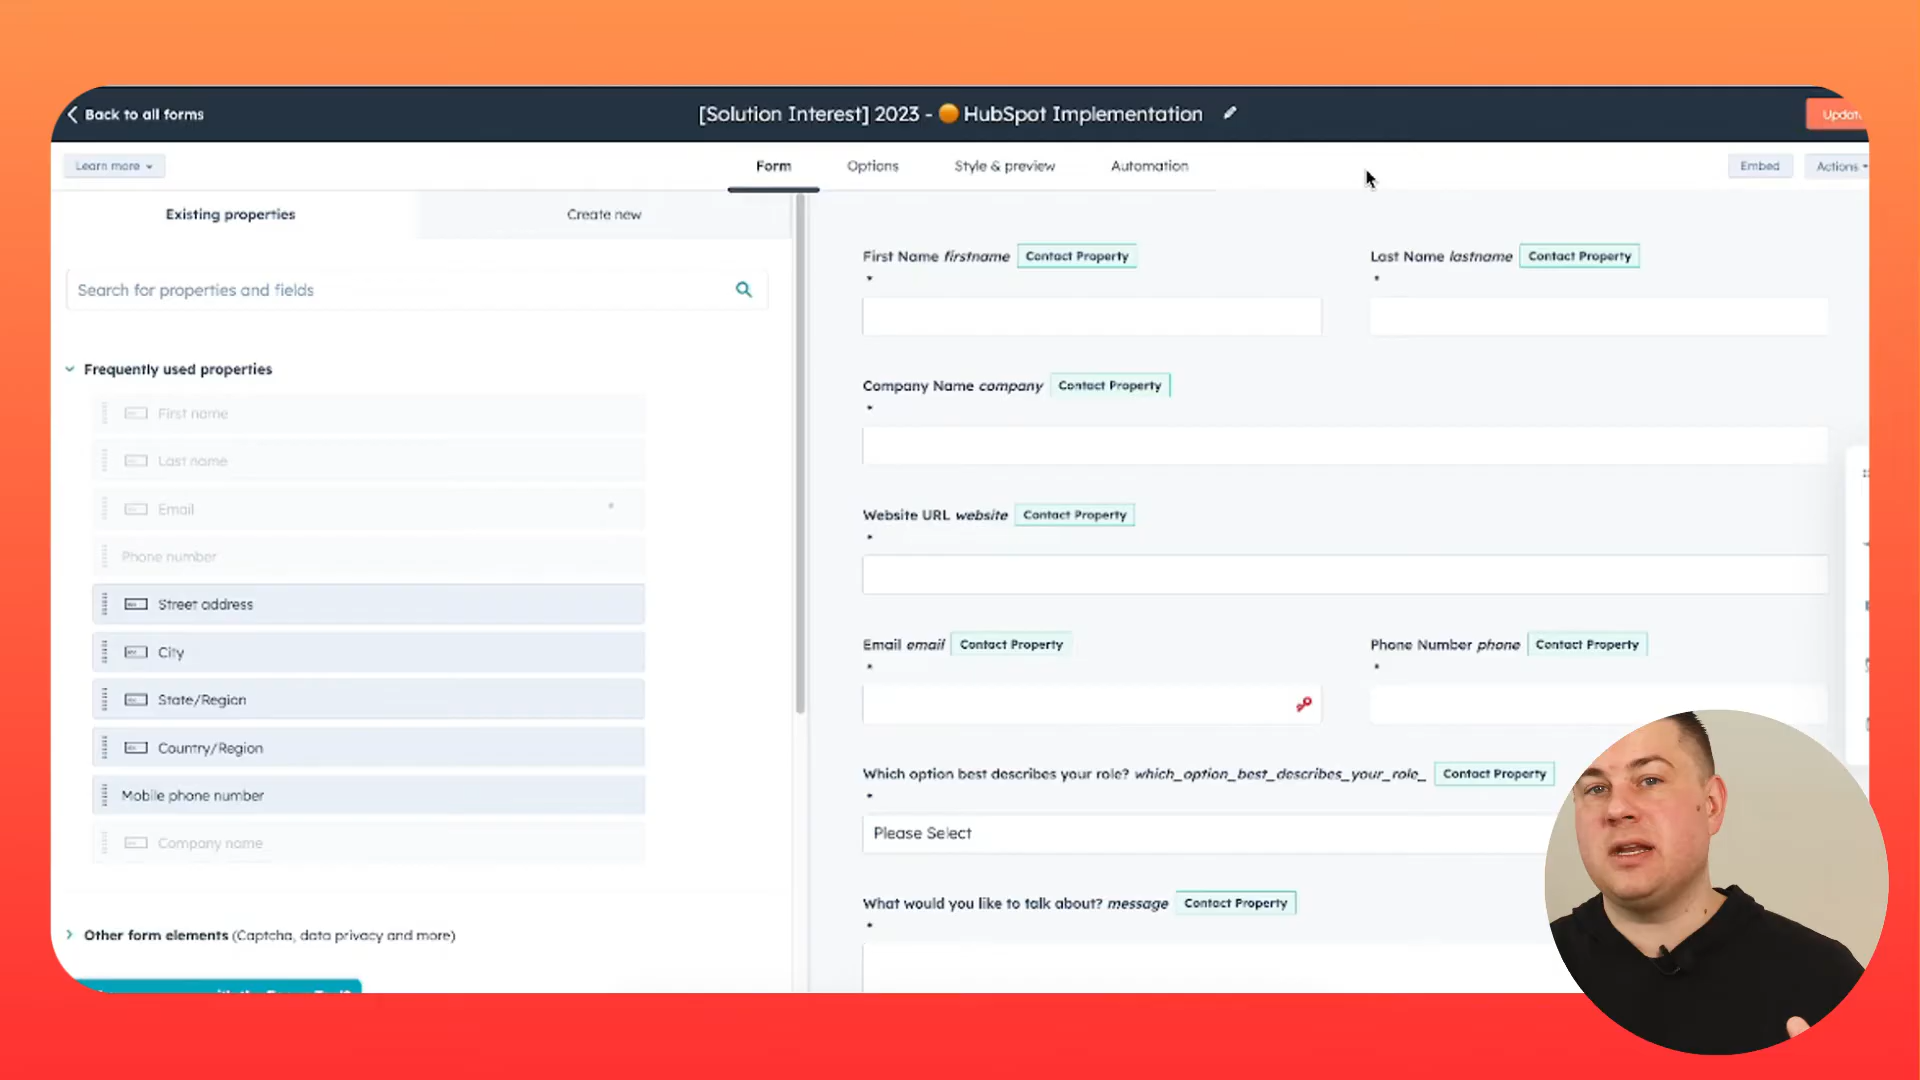 Back to all forms
[Solution Interest] 2023 - 🟠 HubSpot Implementation
Learn more
Form
Options
Style & preview
Automation
Embed
Actions
Existing properties
Create new
Search for properties and fields
Frequently used properties
First name
Last name
Email *
Phone number
Street address
City
State/Region
Country/Region
Mobile phone number
Company name
Other form elements (Captcha, data privacy and more)
First Name firstname Contact Property
*
Last Name lastname Contact Property
*
Company Name company Contact Property
*
Website URL website Contact Property
*
Email email Contact Property
*
Phone Number phone Contact Property
*
Which option best describes your role? which_option_best_describes_your_role_ Contact Property
*
Please Select
What would you like to talk about? message Contact Property
*